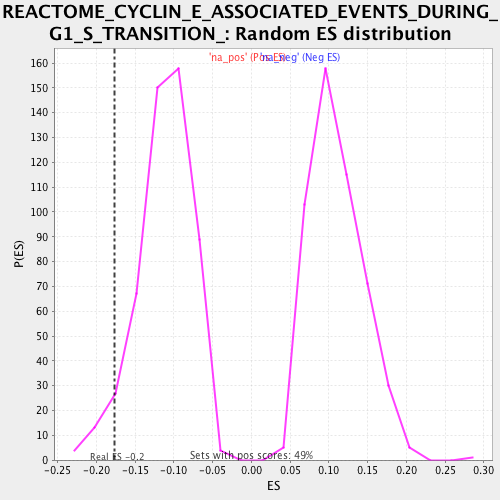 REACTOME_CYCLIN_E_ASSOCIATED_EVENTS_DURING_
G1_S_TRANSITION_: Random ES distribution
'na_pos' (Pos ES) 'na_neg' (Neg ES)
160
150
140
130
120
110
100
90
80
70
60
50
40
30
20
10
0
P(ES)
Real ES -0.2
Sets with pos scores: 49%
-0.25 -0.20 -0.15 -0.10 -0.05 0.00 0.05 0.10 0.15 0.20 0.25 0.30
ES